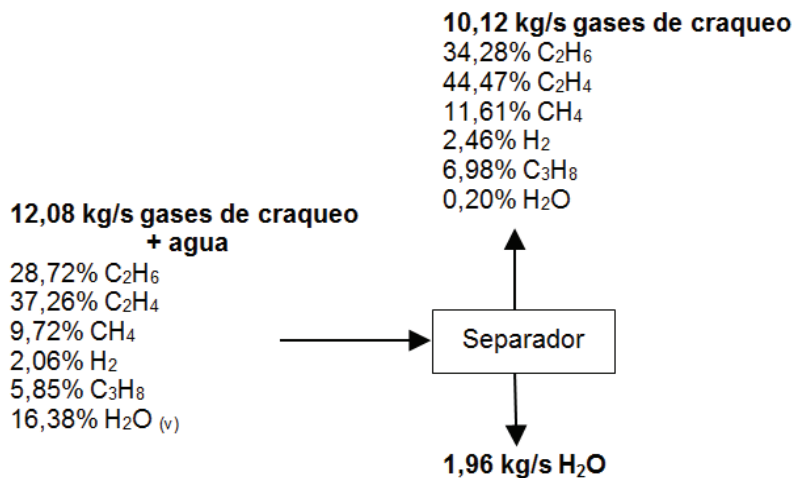 10,12 kg/s gases de craqueo
34,28% C₂H₆
44,47% C₂H₄
11,61% CH₄
2,46% H₂
6,98% C₃H₈
0,20% H₂O
12,08 kg/s gases de craqueo
+ agua
28,72% C₂H₆
37,26% C₂H₄
9,72% CH₄
2,06% H₂
5,85% C₃H₈
16,38% H₂O (v)
Separador
1,96 kg/s H₂O